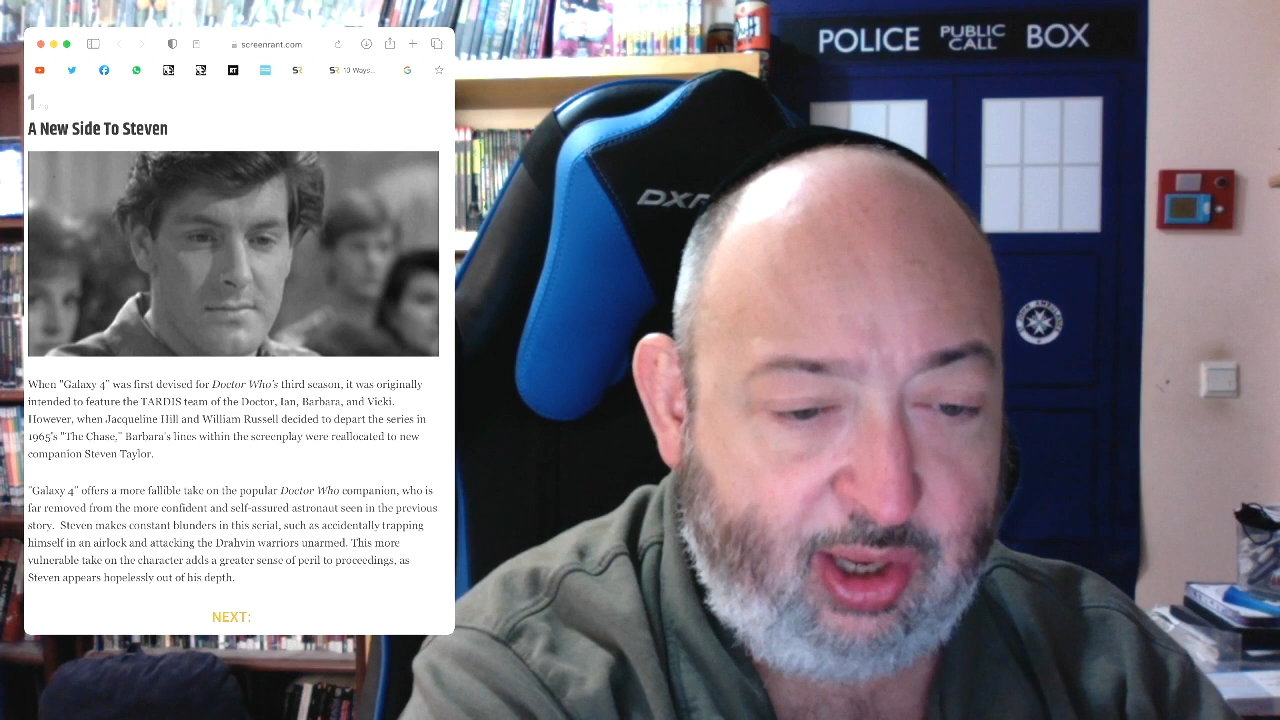 screenrant.com
SR
SR 10 Ways...
1
A New Side To Steven
When "Galaxy 4" was first devised for Doctor Who's third season, it was originally
intended to feature the TARDIS team of the Doctor, Ian, Barbara, and Vicki.
However, when Jacqueline Hill and William Russell decided to depart the series in
1965's "The Chase," Barbara's lines within the screenplay were reallocated to new
companion Steven Taylor.
"Galaxy 4" offers a more fallible take on the popular Doctor Who companion, who is
far removed from the more confident and self-assured astronaut seen in the previous
story. Steven makes constant blunders in this serial, such as accidentally trapping
himself in an airlock and attacking the Drahvin warriors unarmed. This more
vulnerable take on the character adds a greater sense of peril to proceedings, as
Steven appears hopelessly out of his depth.
NEXT:
POLICE PUBLIC CALL BOX